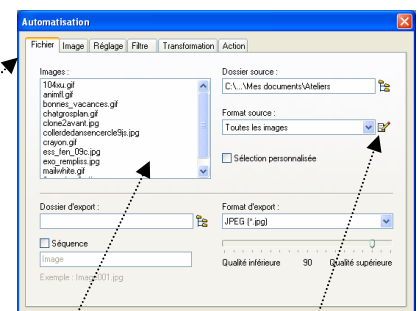 Automatisation
Fichier Image Réglage Filtre Transformation Action
Images :
104xu.gif
animfl.gif
bonnes_vacances.gif
chatgrosplan.gif
clone2avant.jpg
collerdedansencercle9js.jpg
crayon.gif
ess_fen_09c.jpg
exo_rempliss.jpg
mailwhite.gif
Dossier source :
C:\...\Mes documents\Ateliers
Format source :
Toutes les images
Sélection personnalisée
Dossier d'export :
Format d'export :
JPEG (*.jpg)
Séquence
Image
Exemple : Image001.jpg
Qualité inférieure 90 Qualité supérieure